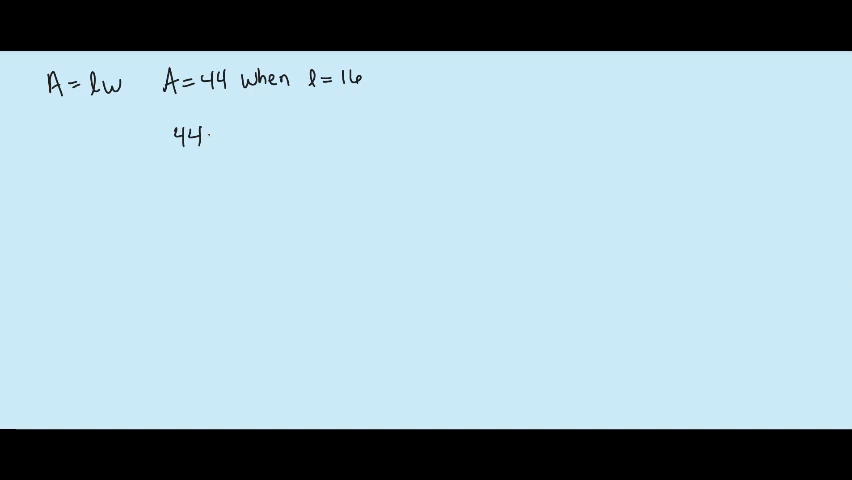 A = lw A = 44 when l = 16
44